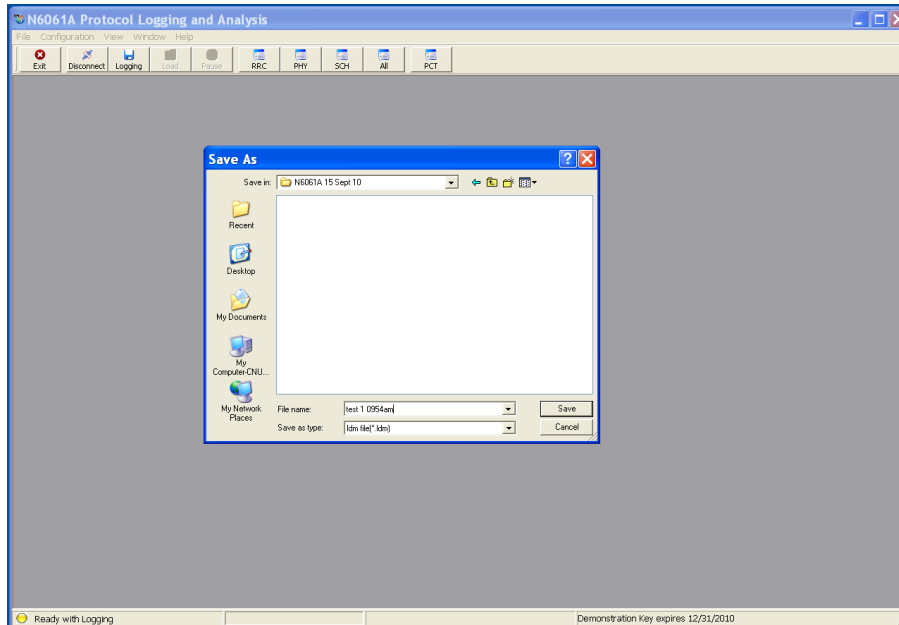 N6061A Protocol Logging and Analysis
File Configuration View Window Help
Exit Disconnect Logging Load Pause RRC PHY SCH All PCT
Save As
Save in: N6061A 15 Sept 10
Recent
Desktop
My Documents
My
Computer-CNU...
My Network
Places
File name: test 1 0954am Save
Save as type: ldm file(*.ldm) Cancel
Ready with Logging Demonstration Key expires 12/31/2010